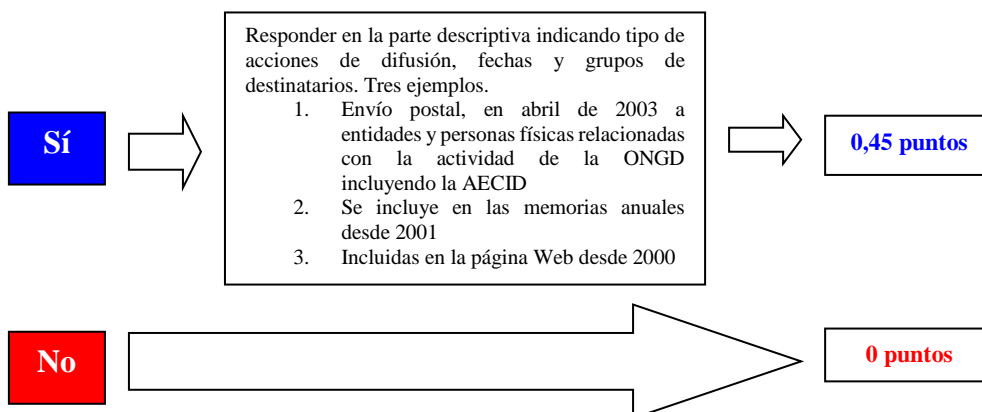 Responder en la parte descriptiva indicando tipo de
acciones de difusión, fechas y grupos de
destinatarios. Tres ejemplos.
1. Envío postal, en abril de 2003 a
entidades y personas físicas relacionadas
con la actividad de la ONGD
incluyendo la AECID
2. Se incluye en las memorias anuales
desde 2001
3. Incluidas en la página Web desde 2000
Sí
0,45 puntos
No
0 puntos